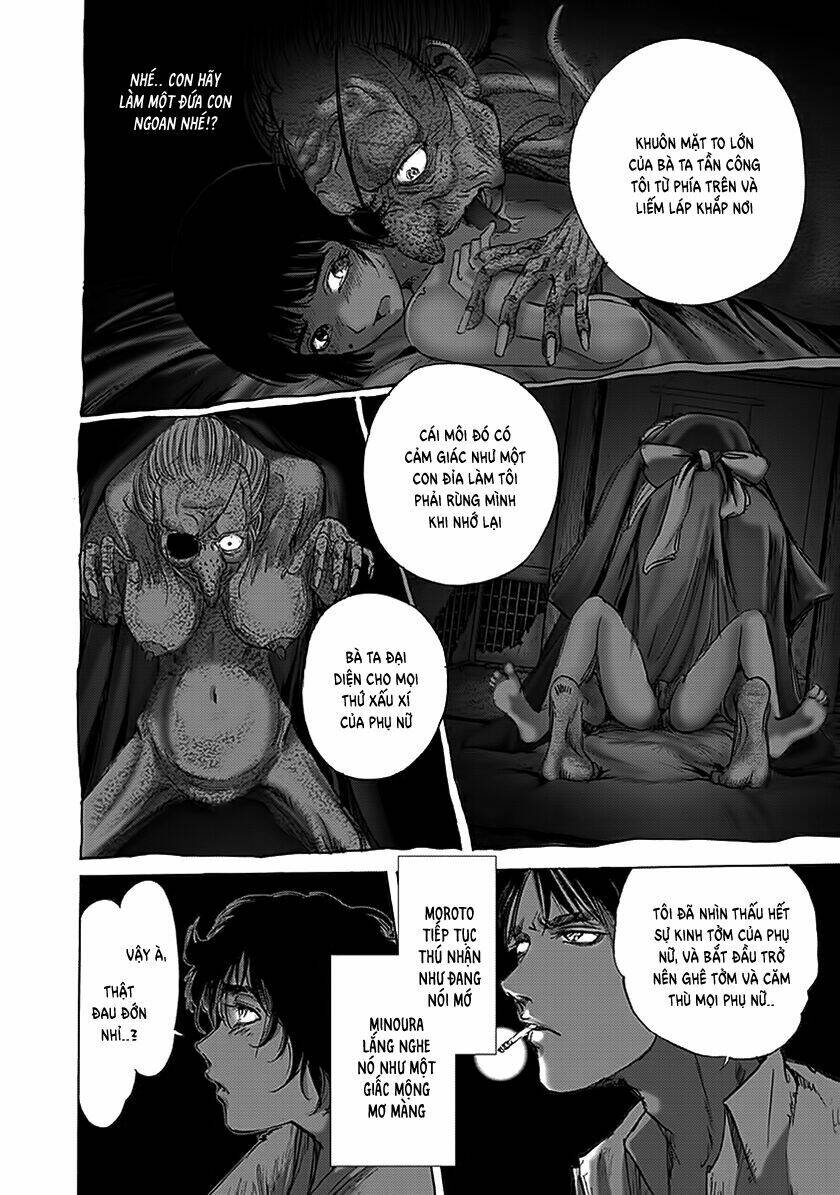 NHÉ.. CON HÃY
LÀM MỘT ĐỨA CON
NGOAN NHÉ!?
KHUÔN MẶT TO LỚN
CỦA BÀ TA TẤN CÔNG
TÔI TỪ PHÍA TRÊN VÀ
LIẾM LÁP KHẮP NƠI
CÁI MÔI ĐÓ CÓ
CẢM GIÁC NHƯ MỘT
CON ĐỈA LÀM TÔI
PHẢI RÙNG MÌNH
KHI NHỚ LẠI
BÀ TA ĐẠI
DIỆN CHO MỌI
THỨ XẤU XÍ
CỦA PHỤ NỮ
TÔI ĐÃ NHÌN THẤU HẾT
SỰ KINH TỞM CỦA PHỤ
NỮ, VÀ BẮT ĐẦU TRỞ
NÊN GHÊ TỞM VÀ CĂM
THÙ MỌI PHỤ NỮ..
MOROTO
TIẾP TỤC
THÚ NHẬN
NHƯ ĐANG
NÓI MỚ
MINOURA
LẮNG NGHE
NÓ NHƯ MỘT
GIẤC MỘNG
MƠ MÀNG
VẬY À,
THẬT
ĐAU ĐỚN
NHỈ..?